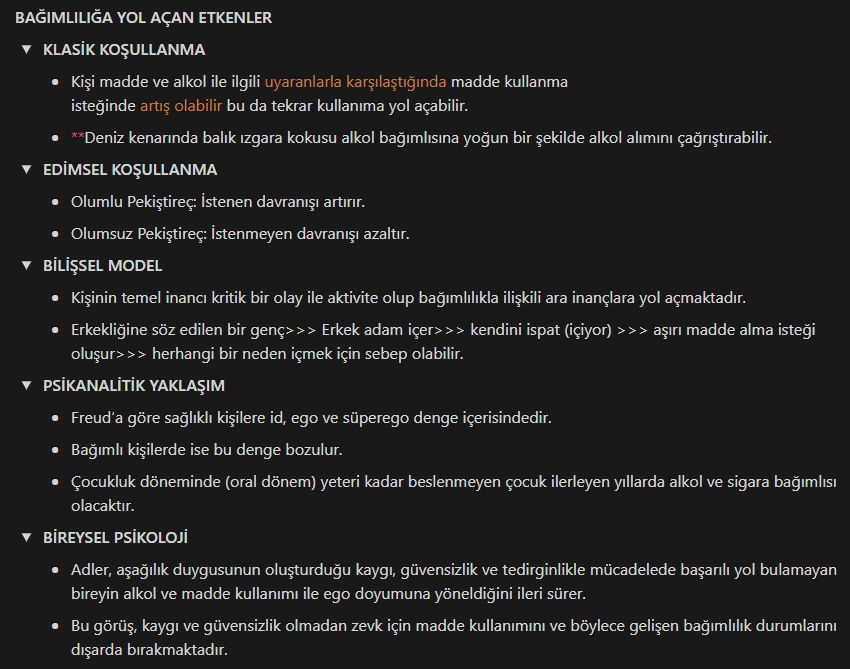 BAĞIMLILIĞA YOL AÇAN ETKENLER
▼ KLASİK KOŞULLANMA
• Kişi madde ve alkol ile ilgili uyaranlarla karşılaştığında madde kullanma
isteğinde artış olabilir bu da tekrar kullanıma yol açabilir.
• **Deniz kenarında balık ızgara kokusu alkol bağımlısına yoğun bir şekilde alkol alımını çağrıştırabilir.
▼ EDİMSEL KOŞULLANMA
• Olumlu Pekiştireç: İstenen davranışı artırır.
• Olumsuz Pekiştireç: İstenmeyen davranışı azaltır.
▼ BİLİŞSEL MODEL
• Kişinin temel inancı kritik bir olay ile aktivite olup bağımlılıkla ilişkili ara inançlara yol açmaktadır.
• Erkekliğine söz edilen bir genç>>> Erkek adam içer>>> kendini ispat (içiyor) >>> aşırı madde alma isteği
oluşur>>> herhangi bir neden içmek için sebep olabilir.
▼ PSİKANALİTİK YAKLAŞIM
• Freud'a göre sağlıklı kişilere id, ego ve süperego denge içerisindedir.
• Bağımlı kişilerde ise bu denge bozulur.
• Çocukluk döneminde (oral dönem) yeteri kadar beslenmeyen çocuk ilerleyen yıllarda alkol ve sigara bağımlısı
olacaktır.
▼ BİREYSEL PSİKOLOJİ
• Adler, aşağılık duygusunun oluşturduğu kaygı, güvensizlik ve tedirginlikle mücadelede başarılı yol bulamayan
bireyin alkol ve madde kullanımı ile ego doyumuna yöneldiğini ileri sürer.
• Bu görüş, kaygı ve güvensizlik olmadan zevk için madde kullanımını ve böylece gelişen bağımlılık durumlarını
dışarda bırakmaktadır.